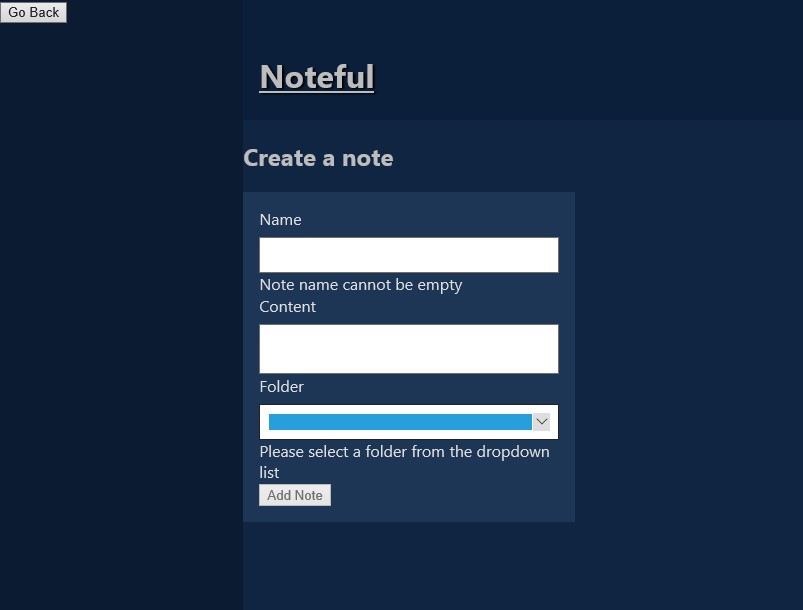 Go Back
Noteful
Create a note
Name
Note name cannot be empty
Content
Folder
Please select a folder from the dropdown
list
Add Note